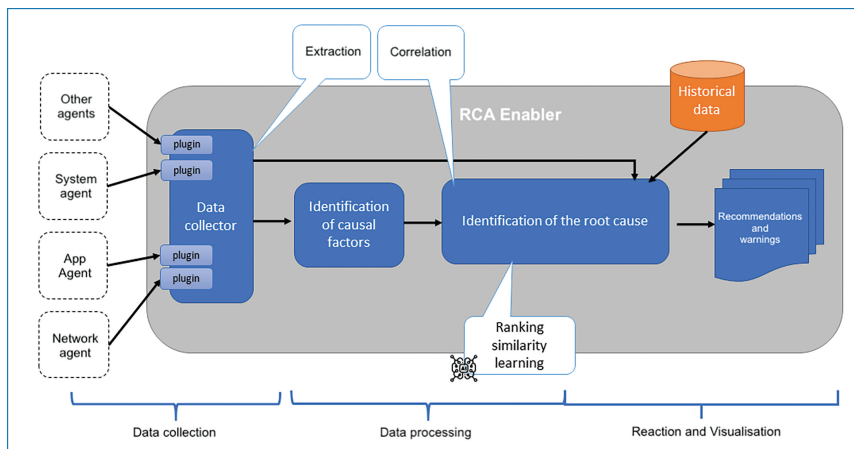 Extraction
Correlation
Historical
data
Other
agents
RCA Enabler
plugin
plugin
System
agent
Data
collector
Identification
of causal
factors
Identification of the root cause
Recommendations
and
warnings
App
Agent
plugin
plugin
Network
agent
Ranking
similarity
learning
AI
Data collection
Data processing
Reaction and Visualisation